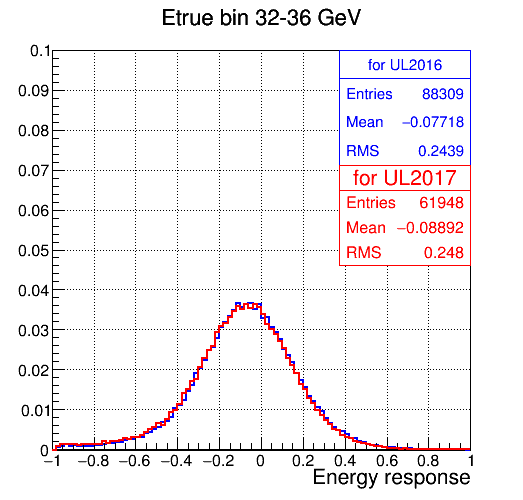 Etrue bin 32-36 GeV
for UL2016
Entries 88309
Mean −0.07718
RMS 0.2439
for UL2017
Entries 61948
Mean −0.08892
RMS 0.248
0.1
0.09
0.08
0.07
0.06
0.05
0.04
0.03
0.02
0.01
0
−1 −0.8 −0.6 −0.4 −0.2 0 0.2 0.4 0.6 0.8 1
Energy response